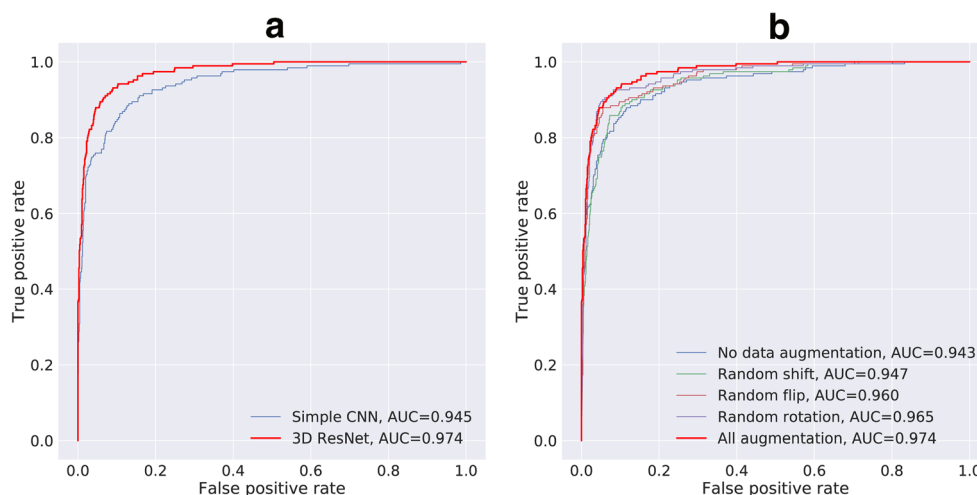 a
1.0
0.8
0.6
0.4
0.2
0.0
True positive rate
Simple CNN, AUC=0.945
3D ResNet, AUC=0.974
0.0 0.2 0.4 0.6 0.8 1.0
False positive rate
b
1.0
0.8
0.6
0.4
0.2
0.0
True positive rate
No data augmentation, AUC=0.943
Random shift, AUC=0.947
Random flip, AUC=0.960
Random rotation, AUC=0.965
All augmentation, AUC=0.974
0.0 0.2 0.4 0.6 0.8 1.0
False positive rate